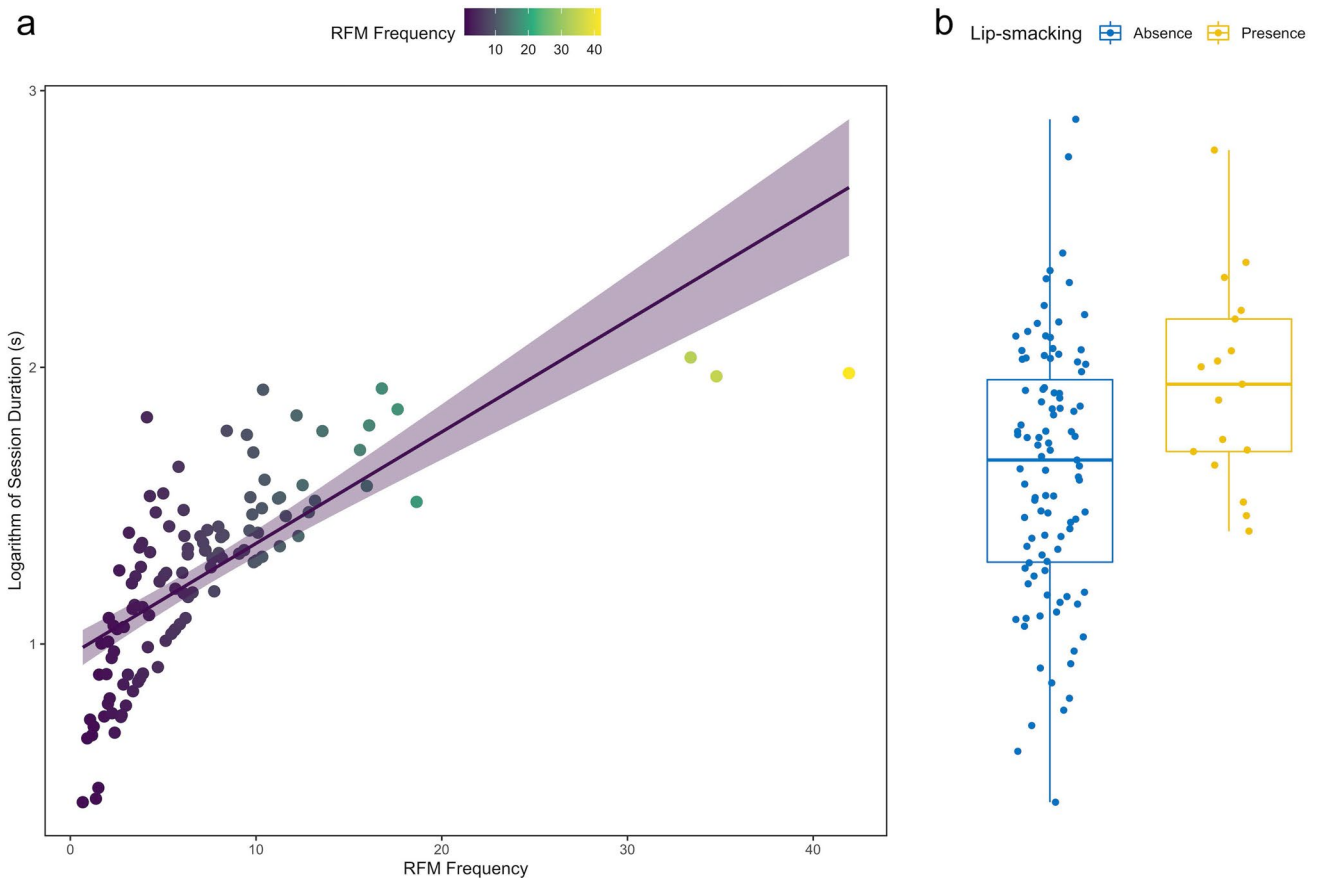 a
RFM Frequency
10 20 30 40
b
Lip-smacking Absence Presence
3
2
1
Logarithm of Session Duration (s)
0 10 20 30 40
RFM Frequency